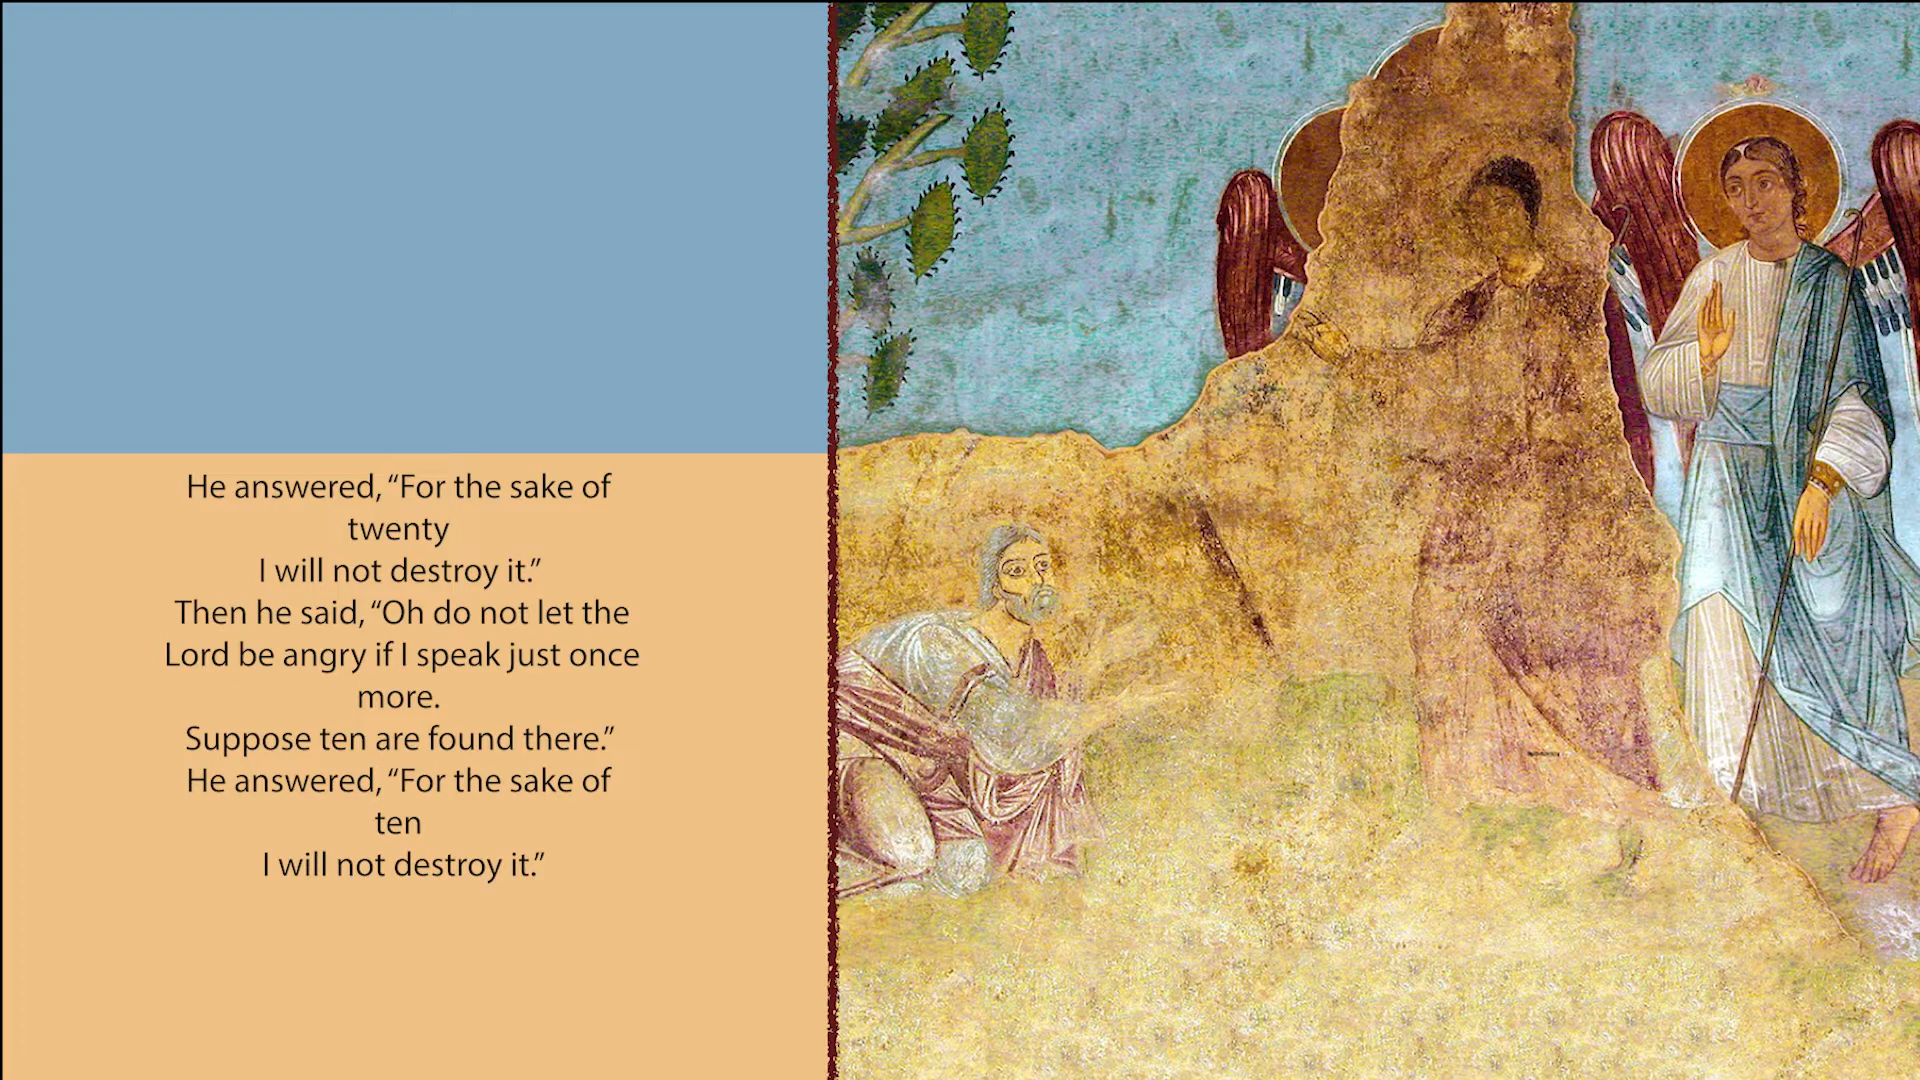 He answered, “For the sake of
twenty
I will not destroy it.”
Then he said, “Oh do not let the
Lord be angry if I speak just once
more.
Suppose ten are found there.”
He answered, “For the sake of
ten
I will not destroy it.”